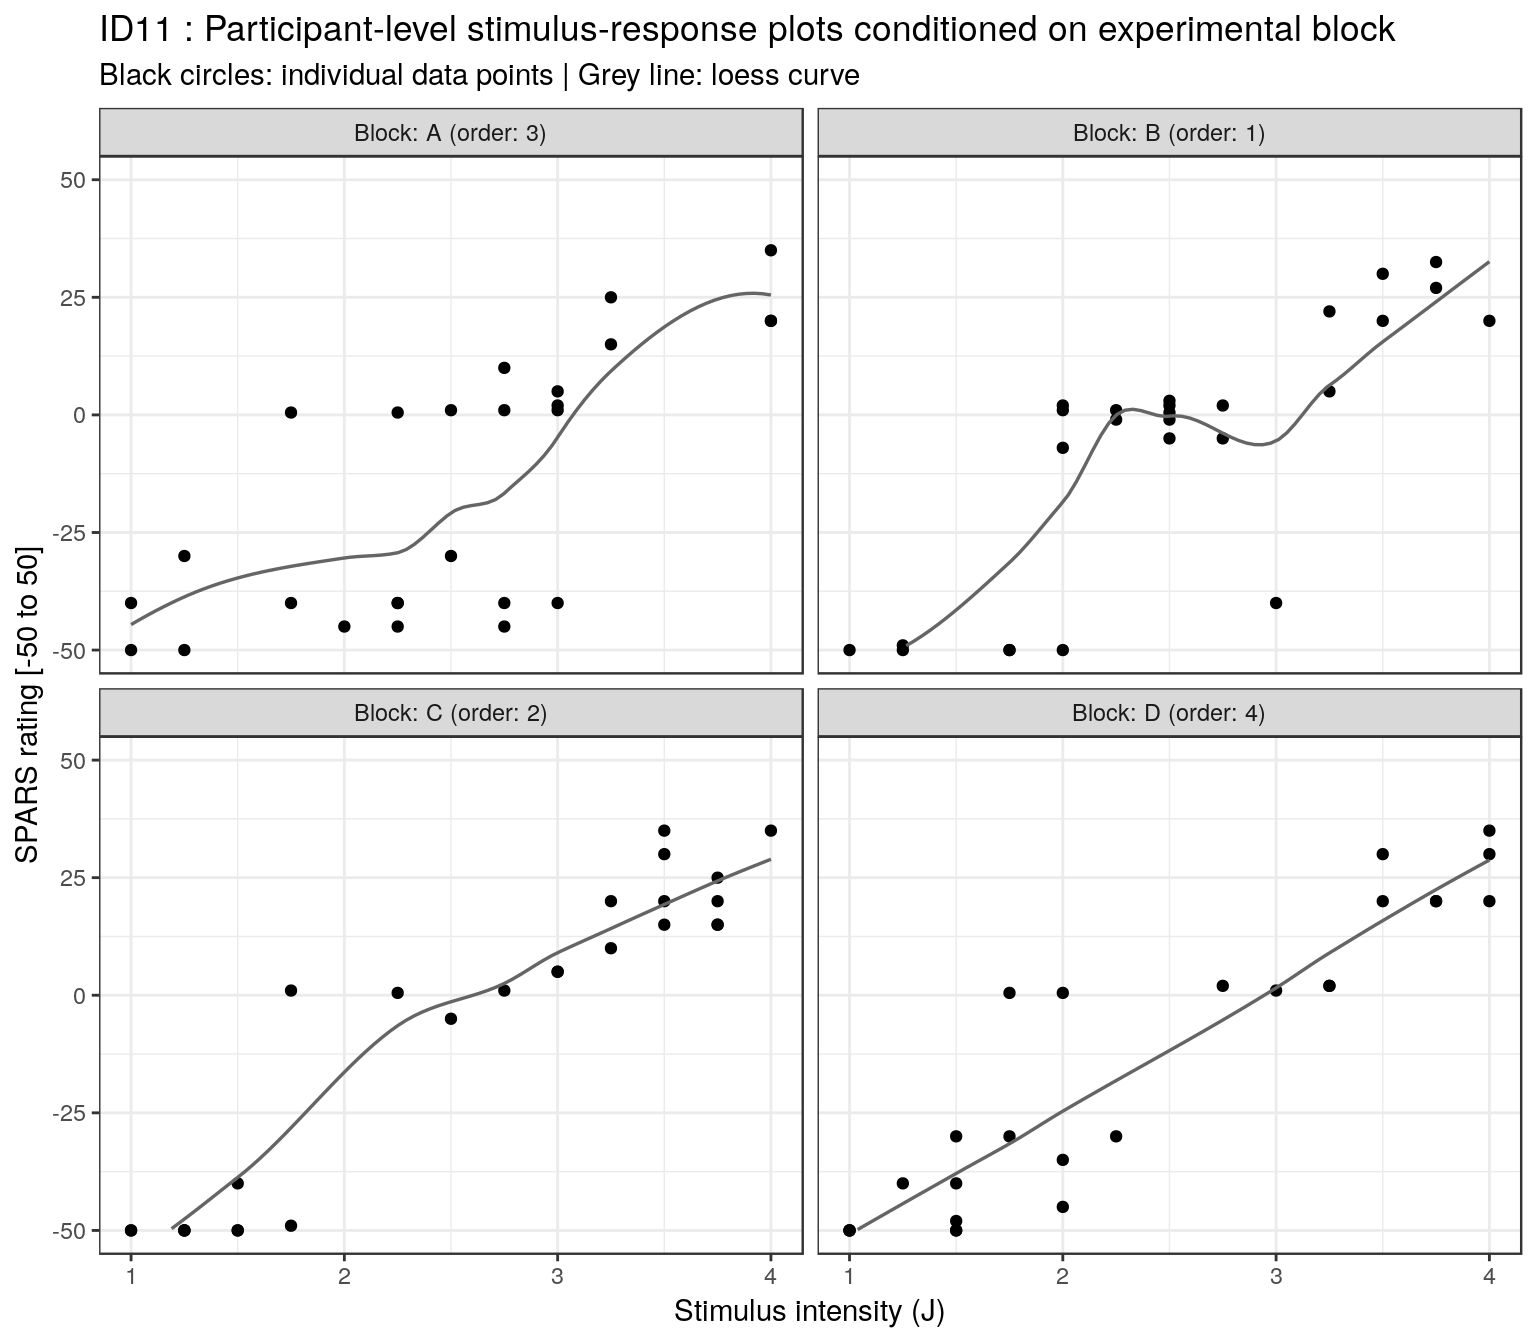 ID11 : Participant-level stimulus-response plots conditioned on experimental block
Black circles: individual data points | Grey line: loess curve
Block: A (order: 3)
Block: B (order: 1)
50
25
0
-25
-50
Block: C (order: 2)
Block: D (order: 4)
50
25
0
-25
-50
SPARS rating [-50 to 50]
1 2 3 4
1 2 3 4
Stimulus intensity (J)